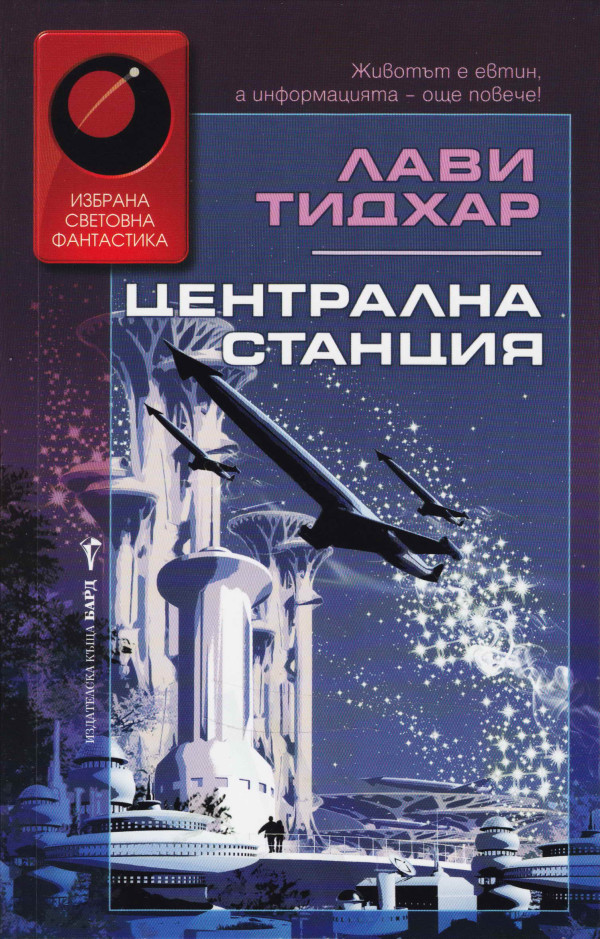 Животът е евтин,
а информацията – още повече!
ИЗБРАНА
СВЕТОВНА
ФАНТАСТИКА
ЛАВИ
ТИДХАР
ЦЕНТРАЛНА
СТАНЦИЯ
ИЗДАТЕЛСКА КЪЩА БАРД